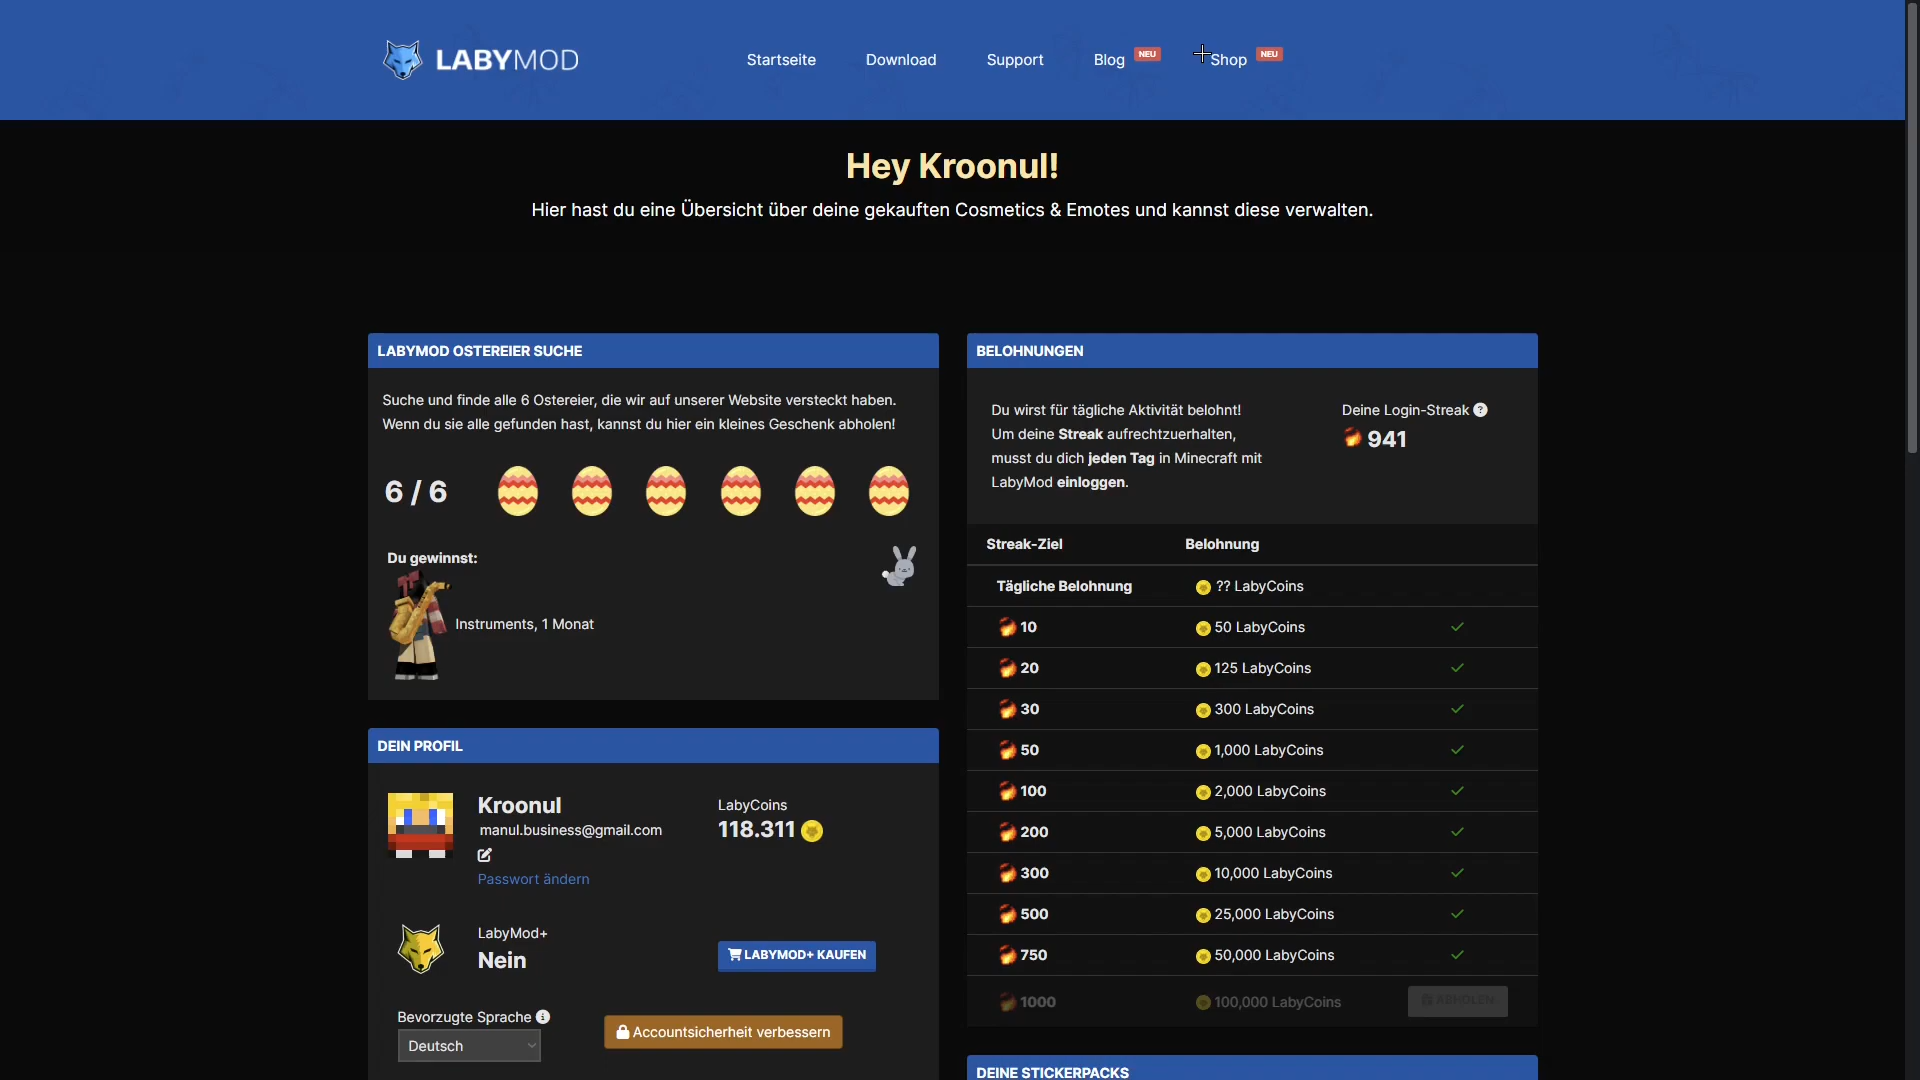 LABYMOD
Startseite
Download
Support
Blog NEU
Shop NEU
Hey Kroonul!
Hier hast du eine Übersicht über deine gekauften Cosmetics & Emotes und kannst diese verwalten.
LABYMOD OSTEREIER SUCHE
Suche und finde alle 6 Ostereier, die wir auf unserer Website versteckt haben.
Wenn du sie alle gefunden hast, kannst du hier ein kleines Geschenk abholen!
6 / 6
Du gewinnst:
Instruments, 1 Monat
DEIN PROFIL
Kroonul
manul.business@gmail.com
Passwort ändern
LabyCoins
118.311
LabyMod+
Nein
LABYMOD+ KAUFEN
Bevorzugte Sprache
Deutsch
Accountsicherheit verbessern
BELOHNUNGEN
Du wirst für tägliche Aktivität belohnt!
Um deine Streak aufrechtzuerhalten,
musst du dich jeden Tag in Minecraft mit
LabyMod einloggen.
Deine Login-Streak ?
941
Streak-Ziel Belohnung
Tägliche Belohnung ?? LabyCoins
10 50 LabyCoins
20 125 LabyCoins
30 300 LabyCoins
50 1,000 LabyCoins
100 2,000 LabyCoins
200 5,000 LabyCoins
300 10,000 LabyCoins
500 25,000 LabyCoins
750 50,000 LabyCoins
1000 100,000 LabyCoins ABHOLEN
DEINE STICKERPACKS